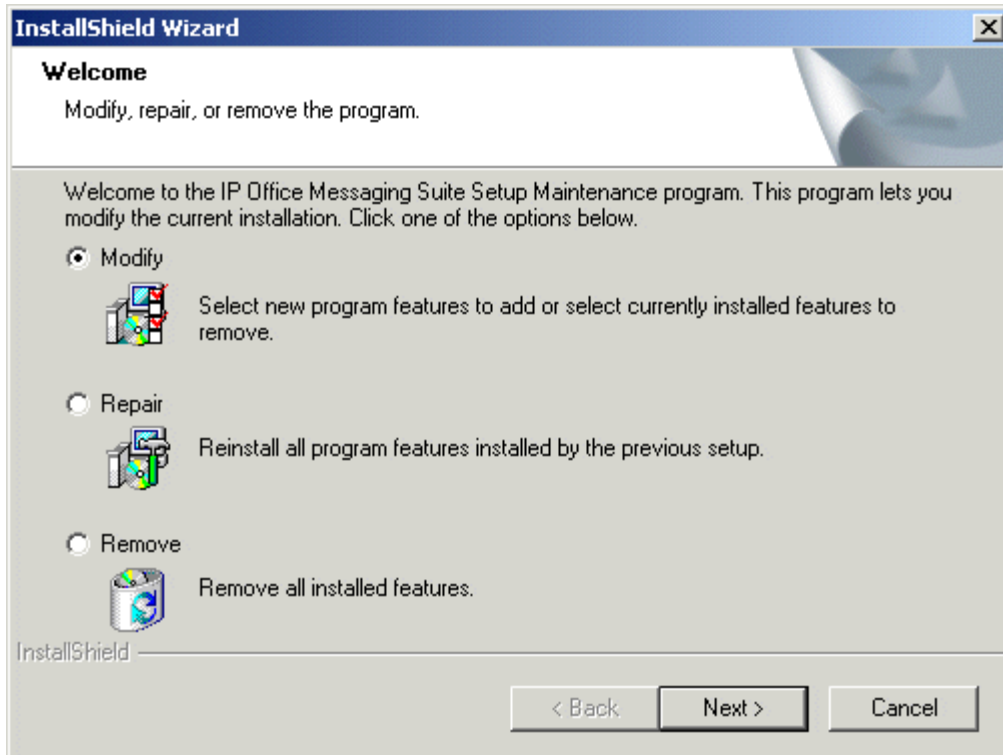 InstallShield Wizard
Welcome
Modify, repair, or remove the program.
Welcome to the IP Office Messaging Suite Setup Maintenance program. This program lets you
modify the current installation. Click one of the options below.
Modify
Select new program features to add or select currently installed features to
remove.
Repair
Reinstall all program features installed by the previous setup.
Remove
Remove all installed features.
InstallShield
< Back
Next >
Cancel